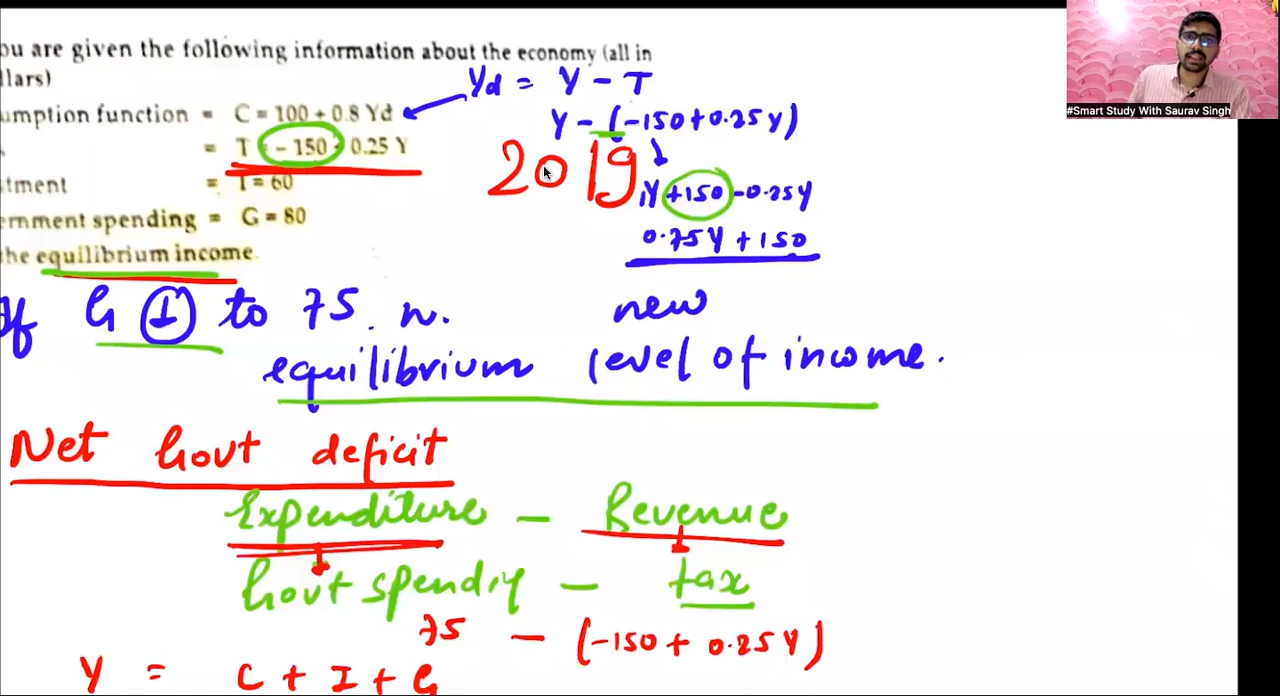 ou are given the following information about the economy (all in
llars)
Yd = Y - T
umption function = C = 100 + 0.8 Yd
Y - (-150+0.25Y)
= T = -150 + 0.25 Y
2019
tment = I = 60
Y +150 -0.25Y
ernment spending = G = 80
0.75Y + 150
the equilibrium income.
If G ↓ to 75. n. new
equilibrium level of income.
Net Govt deficit
Expenditure - Revenue
Govt spending - tax
75 - (-150 + 0.25Y)
Y = C + I + G
#Smart Study With Saurav Singh